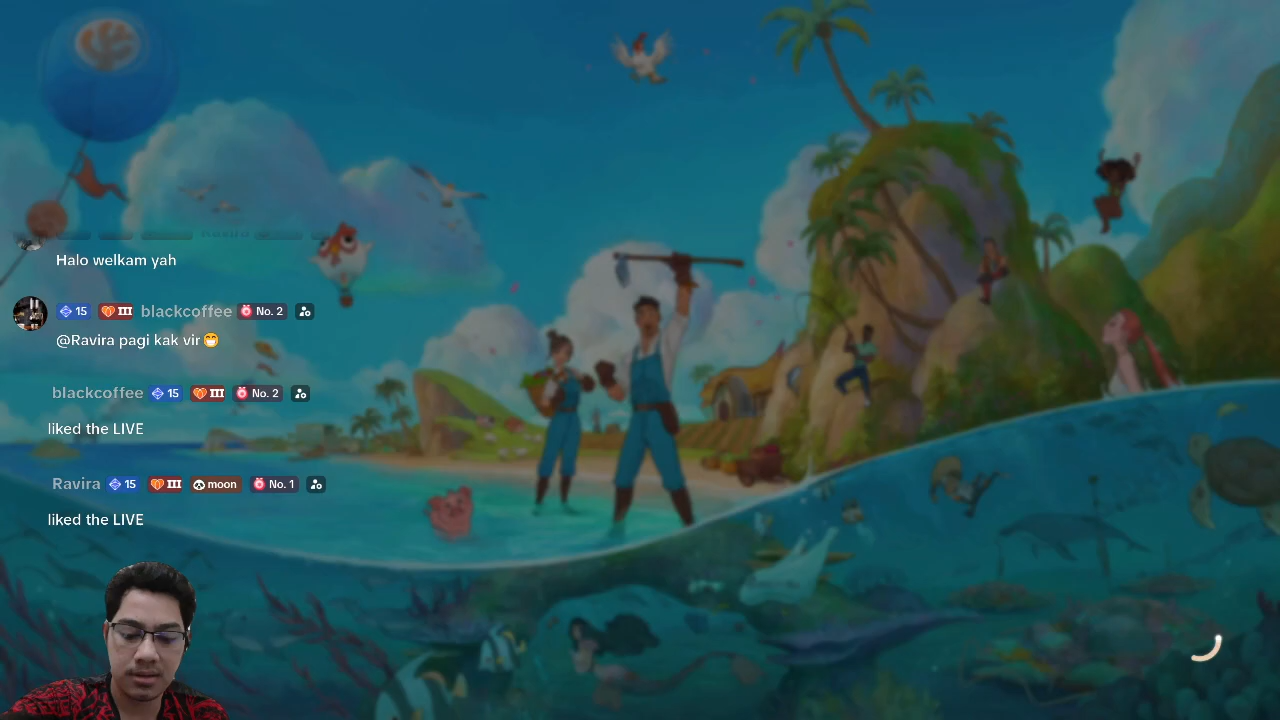 Halo welkam yah
15 III blackcoffee No. 2
@Ravira pagi kak vir😁
blackcoffee 15 III No. 2
liked the LIVE
Ravira 15 III moon No. 1
liked the LIVE